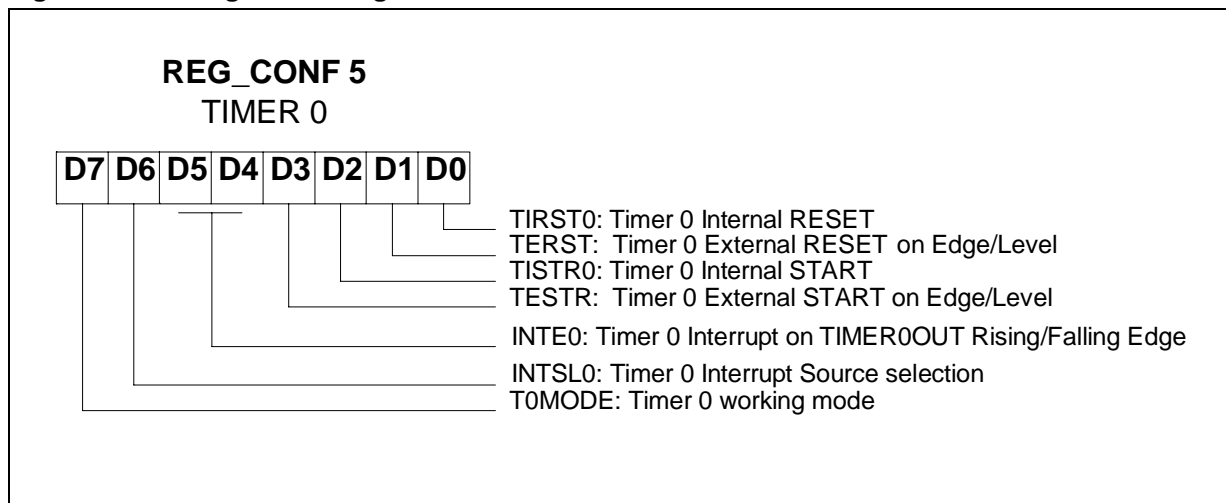 REG_CONF 5
TIMER 0
D7 D6 D5 D4 D3 D2 D1 D0
TIRST0: Timer 0 Internal RESET
TERST: Timer 0 External RESET on Edge/Level
TISTR0: Timer 0 Internal START
TESTR: Timer 0 External START on Edge/Level
INTE0: Timer 0 Interrupt on TIMER0OUT Rising/Falling Edge
INTSL0: Timer 0 Interrupt Source selection
T0MODE: Timer 0 working mode